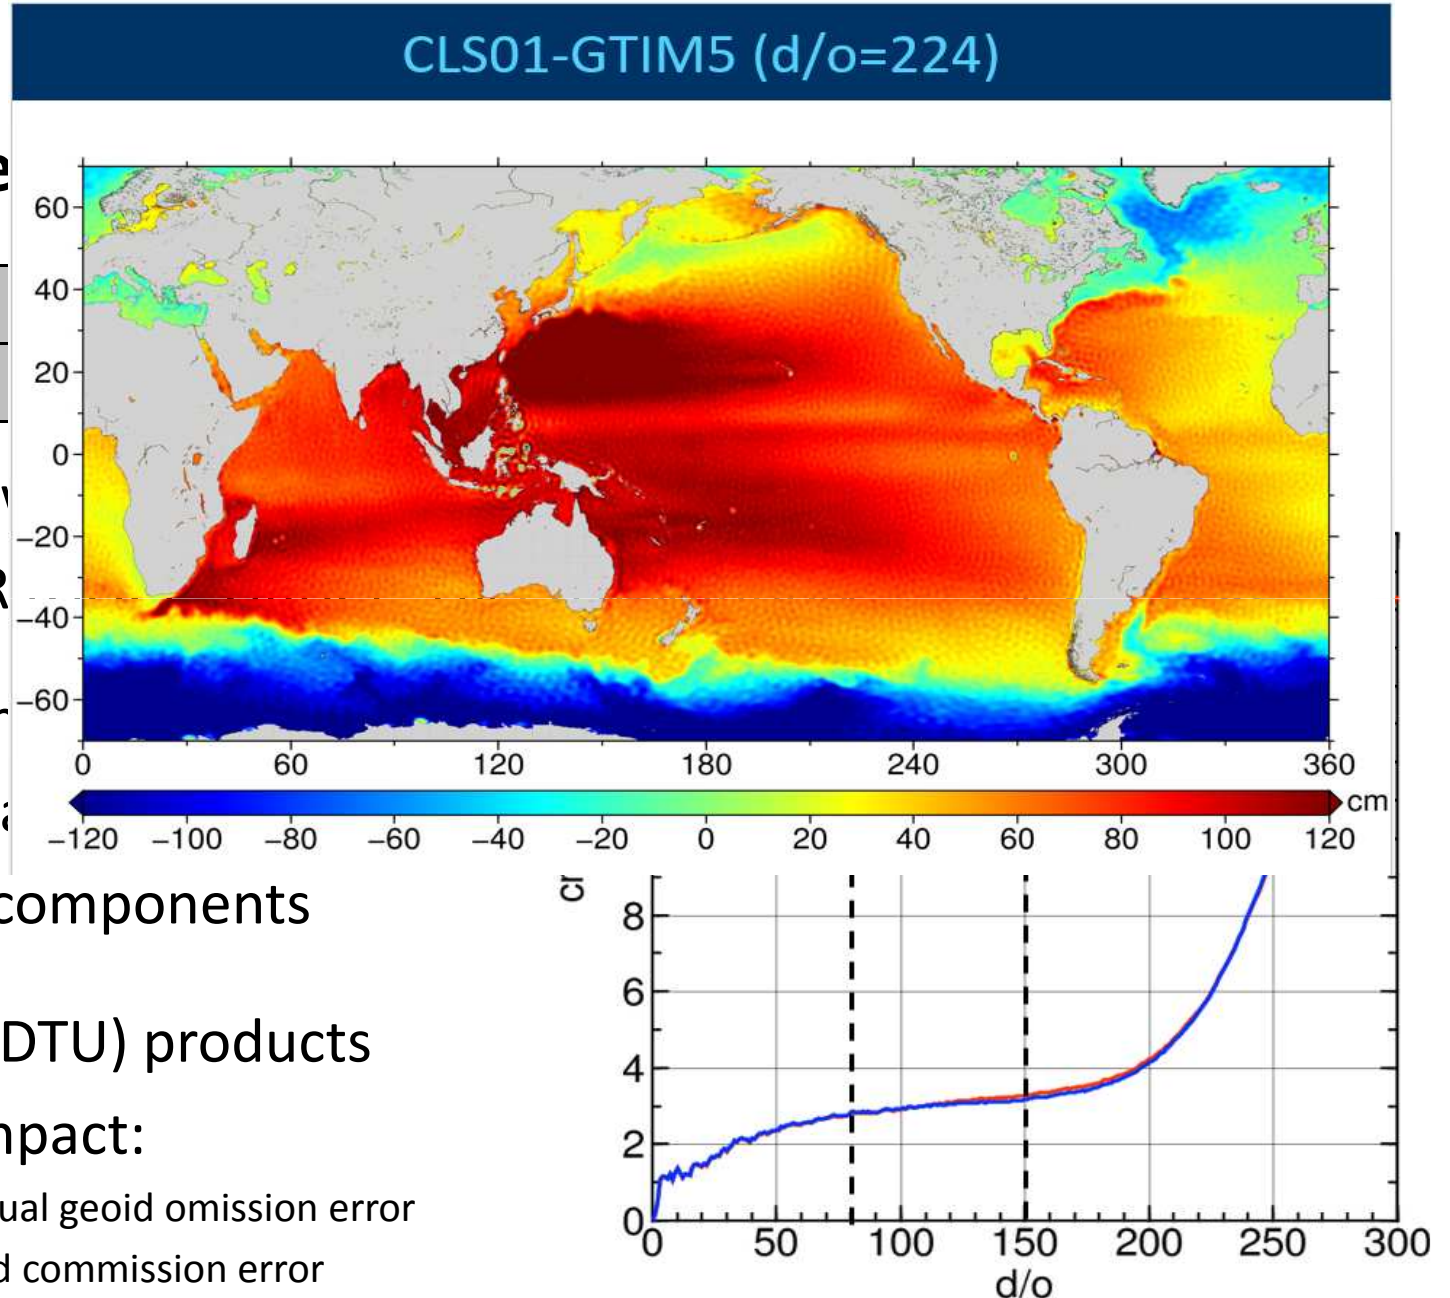 CLS01-GTIM5 (d/o=224)
60
40
20
0
−20
−40
−60
0 60 120 180 240 300 360
cm
−120 −100 −80 −60 −40 −20 0 20 40 60 80 100 120
components
DTU) products
mpact:
ual geoid omission error
d commission error
8
6
4
2
0
0 50 100 150 200 250 300
d/o